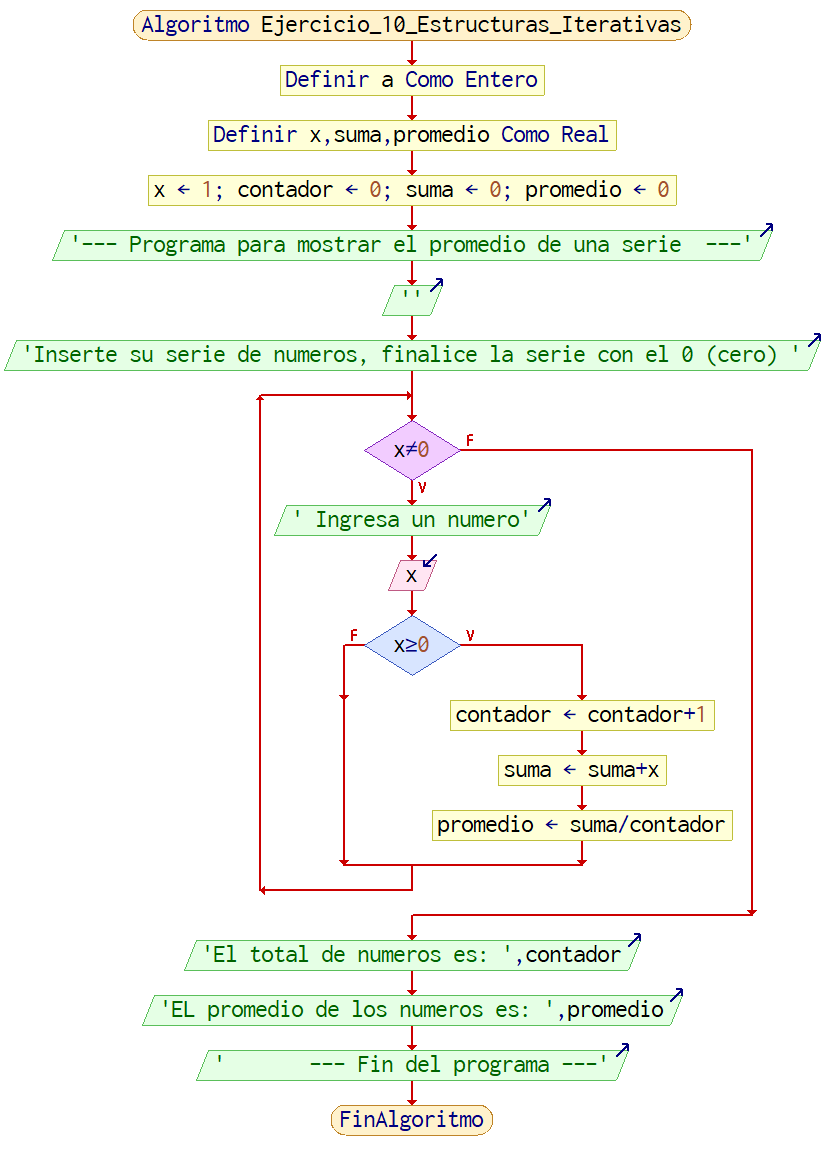 Algoritmo Ejercicio_10_Estructuras_Iterativas
Definir a Como Entero
Definir x,suma,promedio Como Real
x ← 1; contador ← 0; suma ← 0; promedio ← 0
'--- Programa para mostrar el promedio de una serie  ---'
''
'Inserte su serie de numeros, finalice la serie con el 0 (cero) '
x≠0
F
V
' Ingresa un numero'
x
x≥0
F
V
contador ← contador+1
suma ← suma+x
promedio ← suma/contador
'El total de numeros es: ',contador
'EL promedio de los numeros es: ',promedio
'       --- Fin del programa ---'
FinAlgoritmo